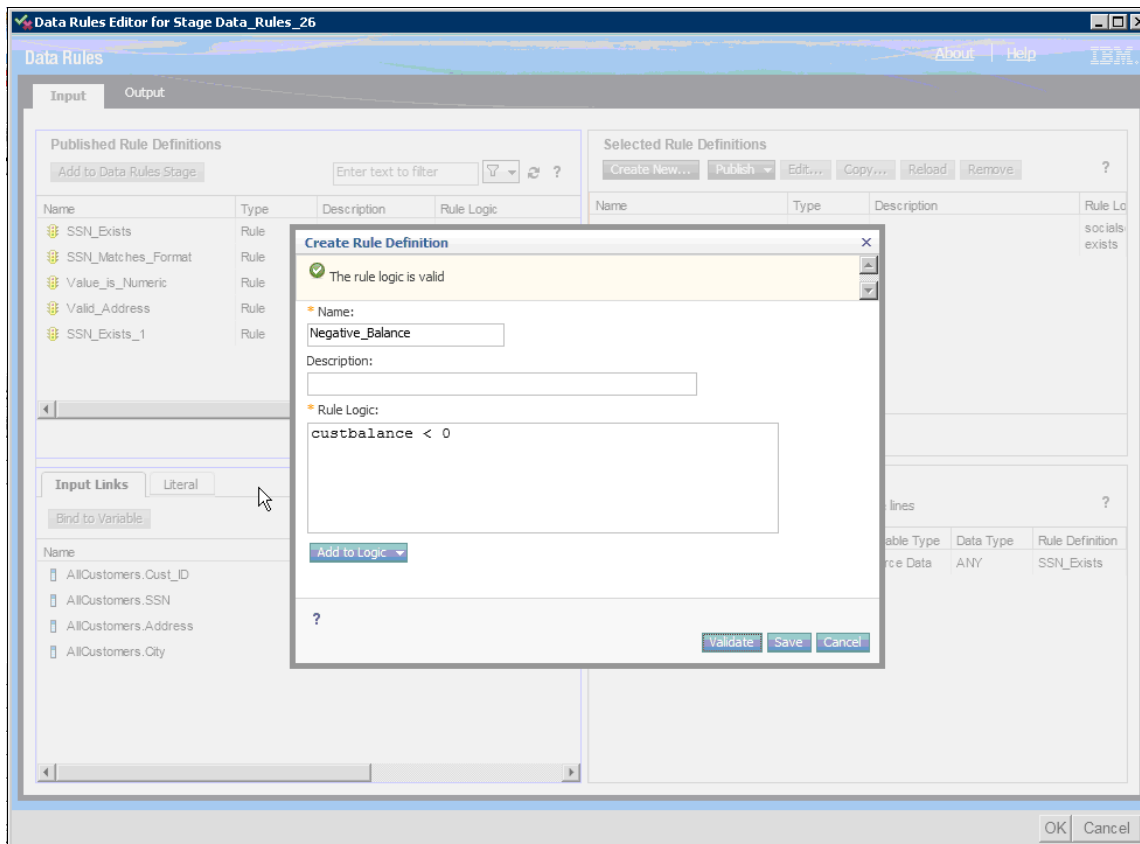 Data Rules Editor for Stage Data_Rules_26
Data Rules
About | Help
IBM.
Input Output
Published Rule Definitions
Add to Data Rules Stage
Enter text to filter
?
Name Type Description Rule Logic
SSN_Exists Rule
SSN_Matches_Format Rule
Value_is_Numeric Rule
Valid_Address Rule
SSN_Exists_1 Rule
Selected Rule Definitions
Create New... Publish Edit... Copy... Reload Remove
?
Name Type Description Rule Lo
socials
exists
Create Rule Definition
The rule logic is valid
* Name:
Negative_Balance
Description:
* Rule Logic:
custbalance < 0
Add to Logic
?
Validate Save Cancel
Input Links Literal
Bind to Variable
Name
AllCustomers.Cust_ID
AllCustomers.SSN
AllCustomers.Address
AllCustomers.City
lines
?
able Type Data Type Rule Definition
rce Data ANY SSN_Exists
OK Cancel